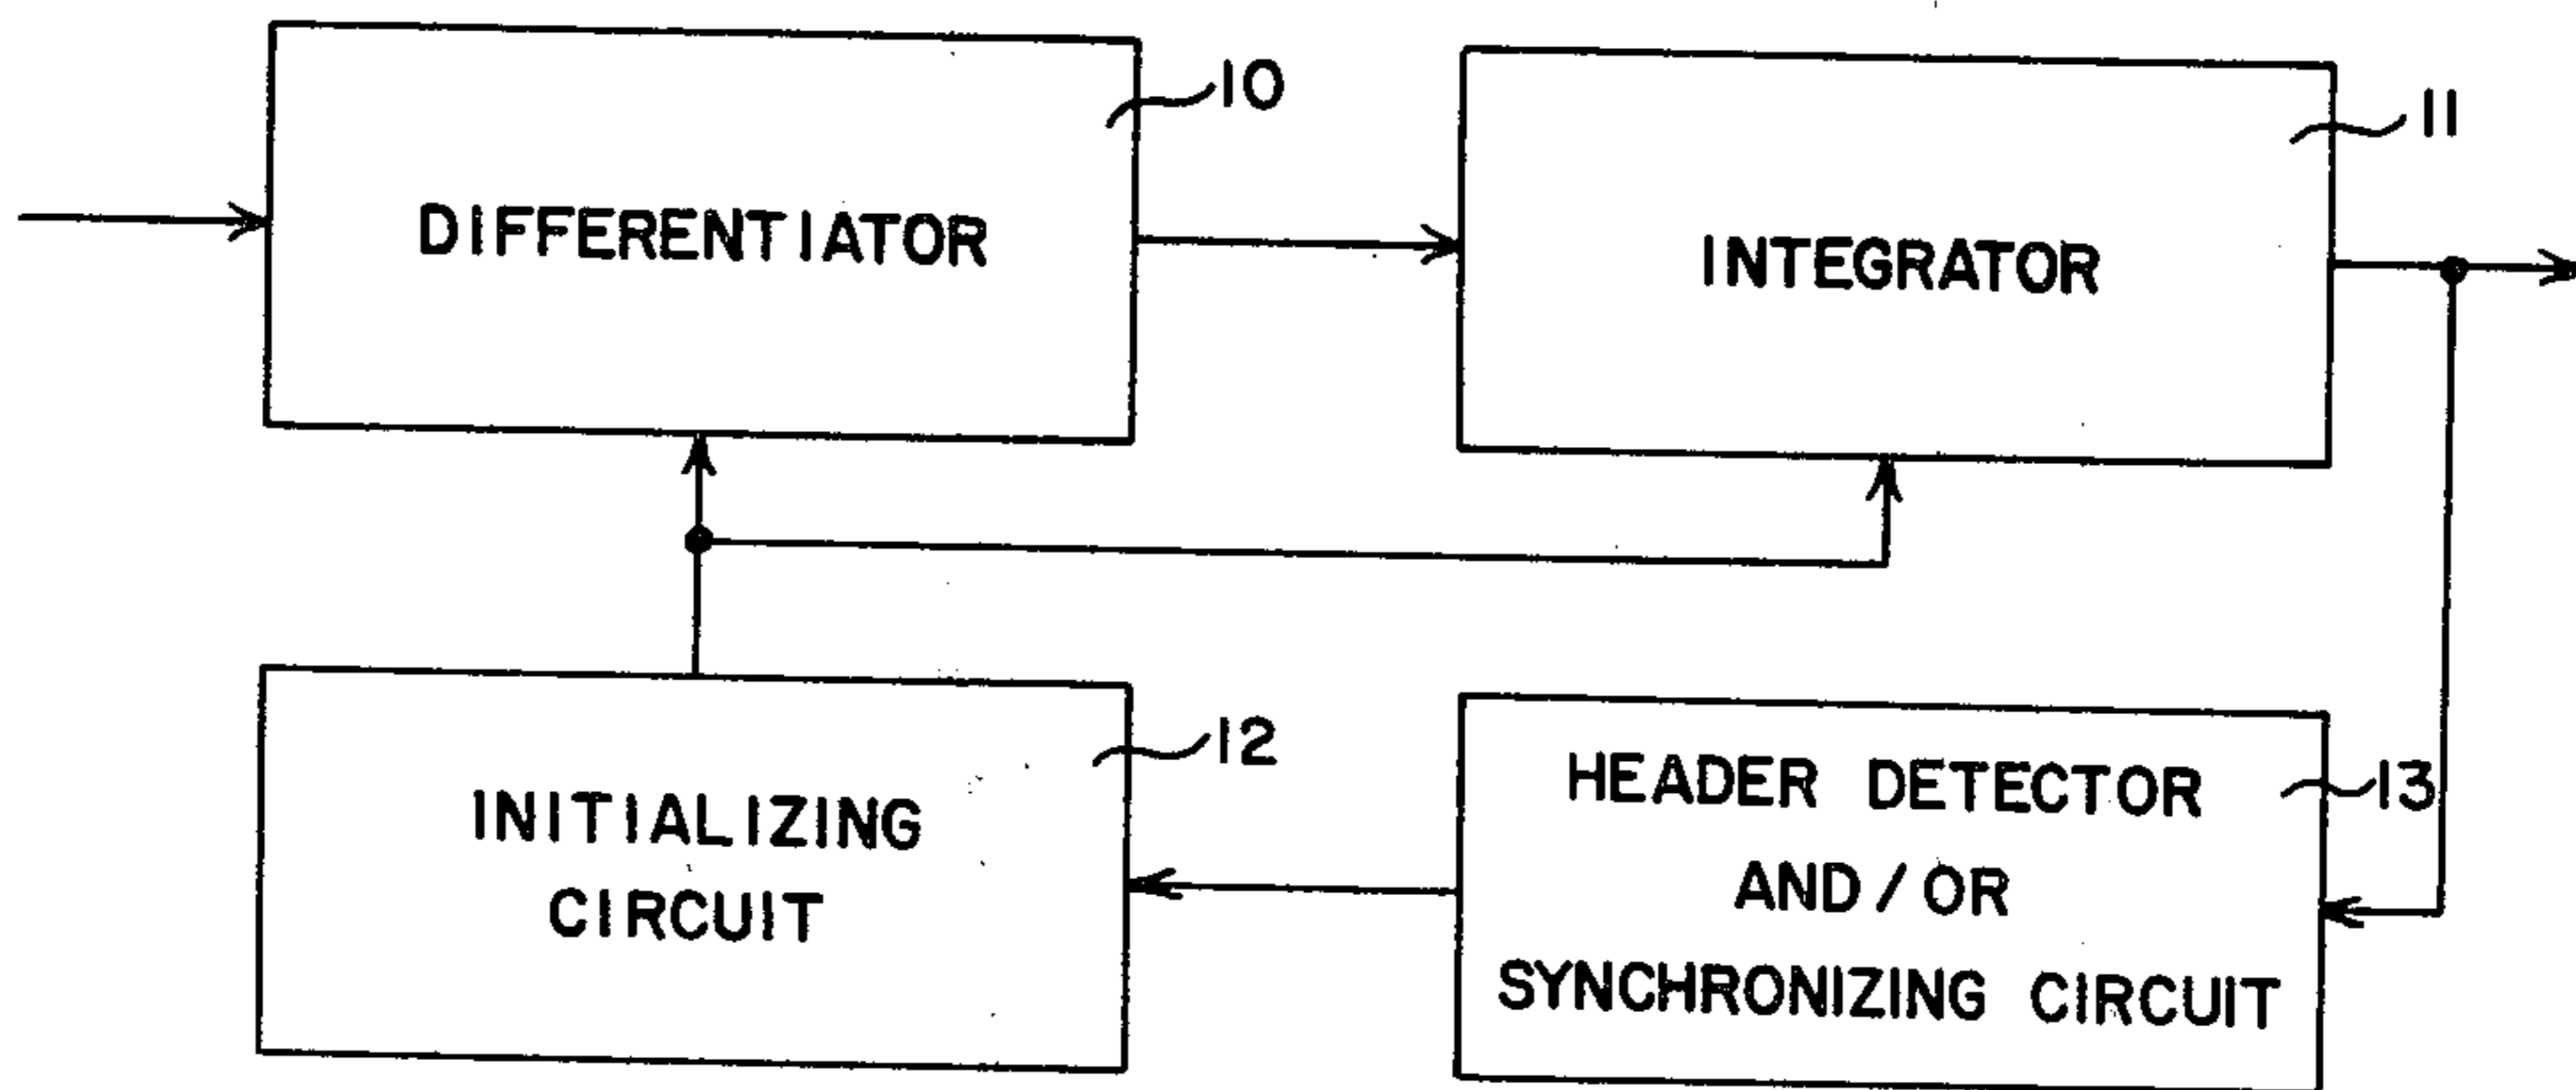 10
DIFFERENTIATOR
11
INTEGRATOR
12
INITIALIZING
CIRCUIT
13
HEADER DETECTOR
AND/OR
SYNCHRONIZING CIRCUIT